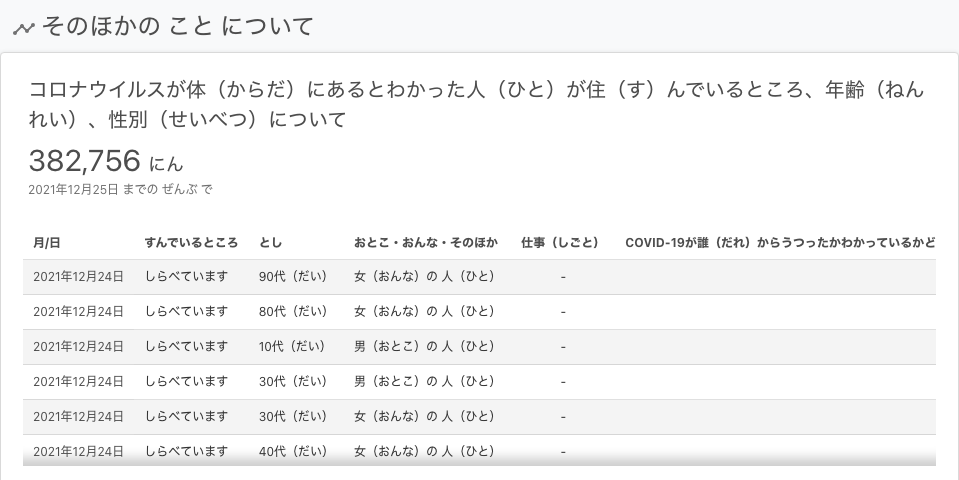 そのほかの こと について
コロナウイルスが体（からだ）にあるとわかった人（ひと）が住（す）んでいるところ、年齢（ねん
れい）、性別（せいべつ）について
382,756 にん
2021年12月25日 までの ぜんぶ で
月/日 すんでいるところ とし おとこ・おんな・そのほか 仕事（しごと） COVID-19が誰（だれ）からうつったかわかっているかど
2021年12月24日 しらべています 90代（だい） 女（おんな）の 人（ひと） -
2021年12月24日 しらべています 80代（だい） 女（おんな）の 人（ひと） -
2021年12月24日 しらべています 10代（だい） 男（おとこ）の 人（ひと） -
2021年12月24日 しらべています 30代（だい） 男（おとこ）の 人（ひと） -
2021年12月24日 しらべています 30代（だい） 女（おんな）の 人（ひと） -
2021年12月24日 しらべています 40代（だい） 女（おんな）の 人（ひと） -